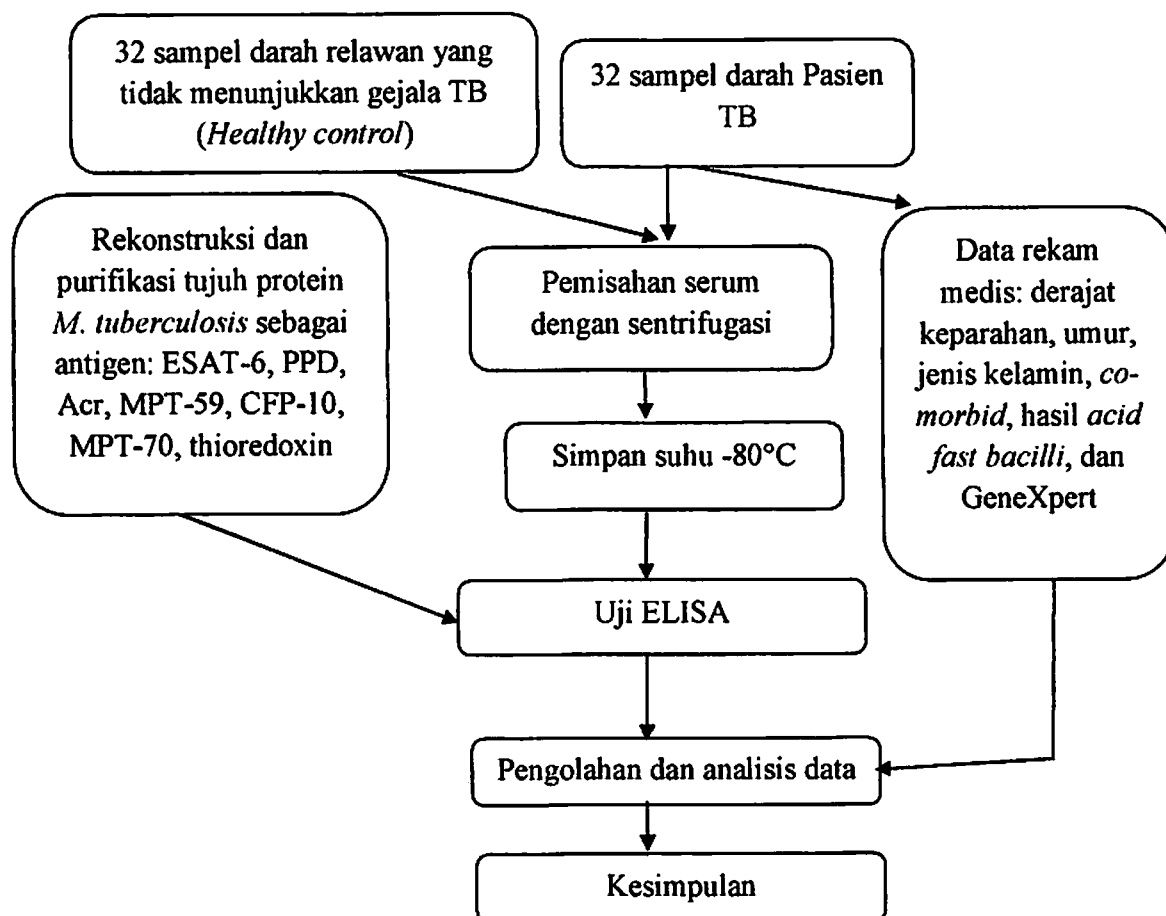 32 sampel darah relawan yang
tidak menunjukkan gejala TB
(Healthy control)
32 sampel darah Pasien
TB
Rekonstruksi dan
purifikasi tujuh protein
M. tuberculosis sebagai
antigen: ESAT-6, PPD,
Acr, MPT-59, CFP-10,
MPT-70, thioredoxin
Pemisahan serum
dengan sentrifugasi
Data rekam
medis: derajat
keparahan, umur,
jenis kelamin, co-
morbid, hasil acid
fast bacilli, dan
GeneXpert
Simpan suhu -80°C
Uji ELISA
Pengolahan dan analisis data
Kesimpulan